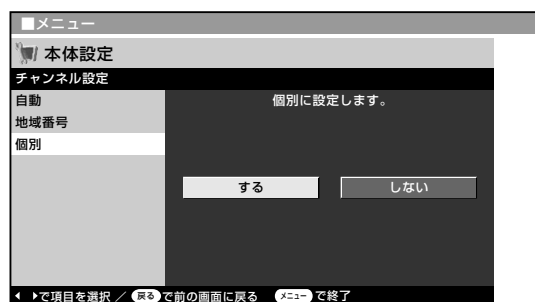 ■メニュー
本体設定
チャンネル設定
自動
地域番号
個別
個別に設定します。
する
しない
で項目を選択 ／ 戻る で前の画面に戻る メニュー で終了